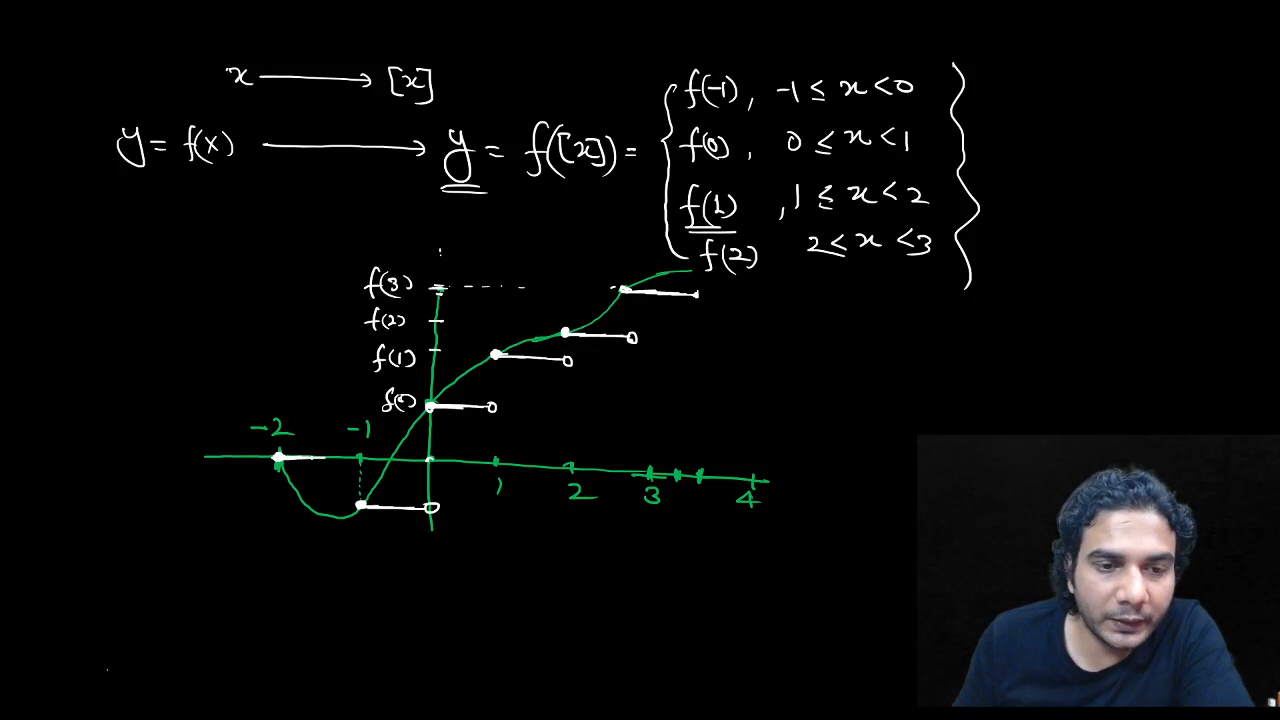 x ⟶ [x]
y = f(x) ⟶ y = f([x]) =
f(-1), -1 ≤ x < 0
f(0), 0 ≤ x < 1
f(1), 1 ≤ x < 2
f(2) 2 ≤ x < 3
f(3)
f(2)
f(1)
f(0)
-2 -1
1 2 3 4